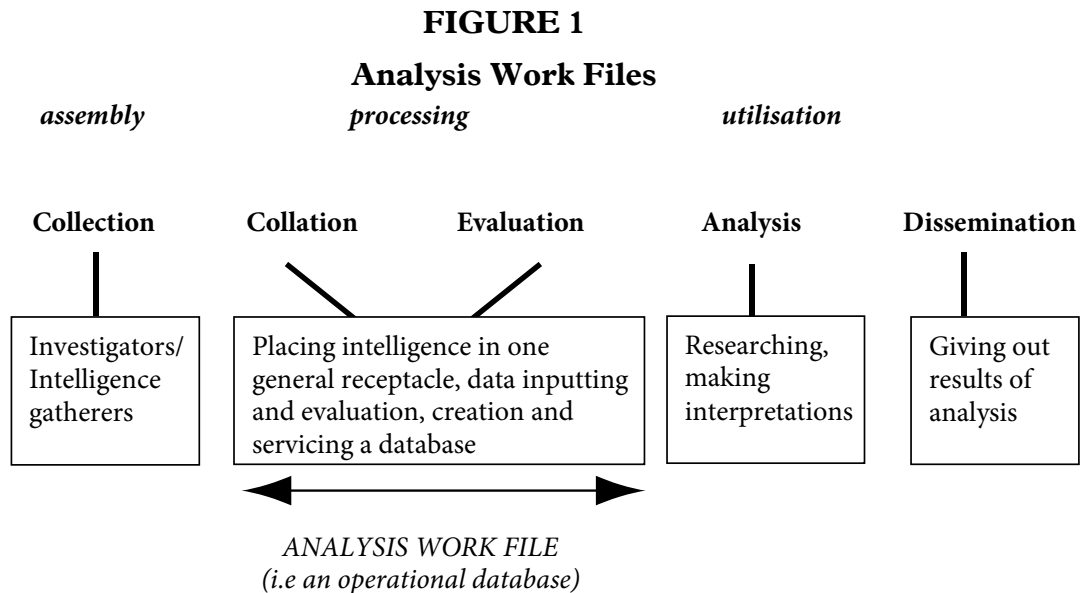 FIGURE 1
Analysis Work Files
assembly processing utilisation
Collection Collation Evaluation Analysis Dissemination
Investigators/
Intelligence
gatherers
Placing intelligence in one
general receptacle, data inputting
and evaluation, creation and
servicing a database
Researching,
making
interpretations
Giving out
results of
analysis
ANALYSIS WORK FILE
(i.e an operational database)